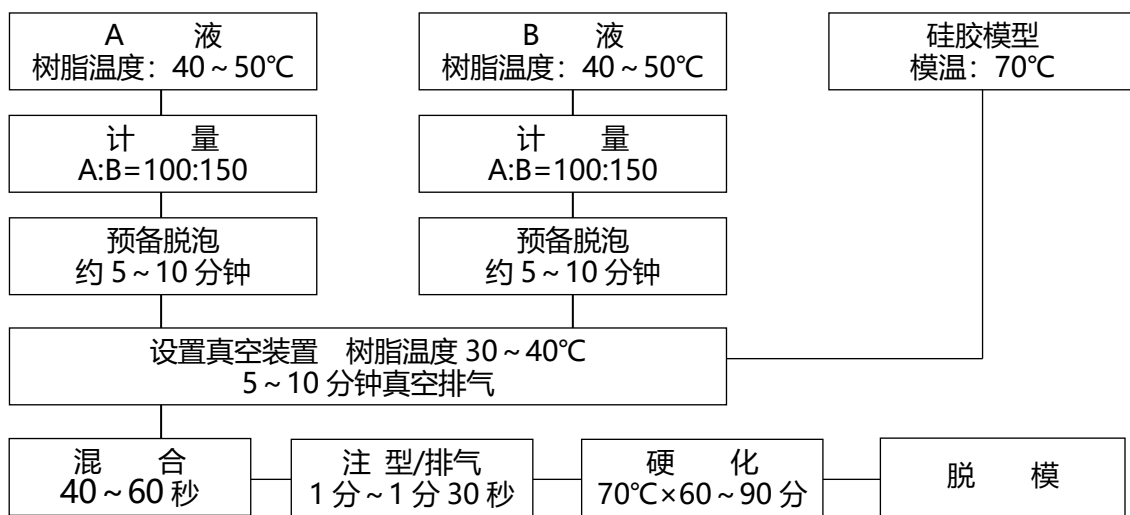 A 液
树脂温度：40～50℃
B 液
树脂温度：40～50℃
硅胶模型
模温：70℃
计 量
A:B=100:150
计 量
A:B=100:150
预备脱泡
约 5～10 分钟
预备脱泡
约 5～10 分钟
设置真空装置 树脂温度 30～40℃
5～10 分钟真空排气
混 合
40～60 秒
注 型/排气
1 分～1 分 30 秒
硬 化
70℃×60～90 分
脱 模